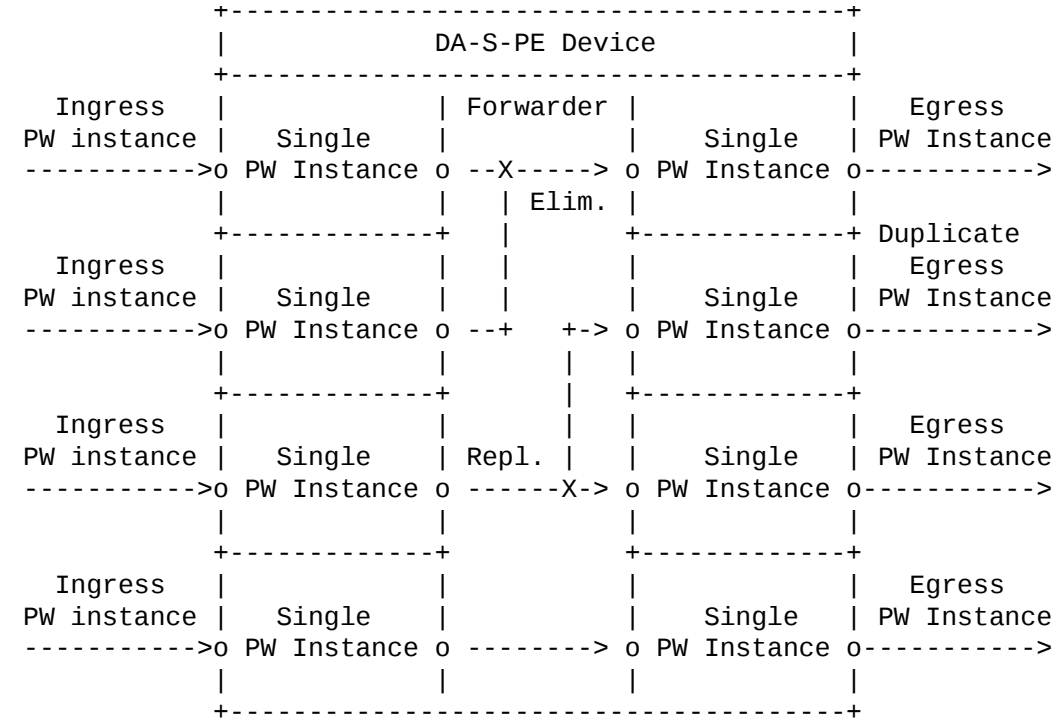 DA-S-PE Device
Ingress | | Forwarder | | Egress
PW instance | Single | | Single | PW Instance
----------->o PW Instance o --X-----> o PW Instance o----------->
| | | Elim. | |
Duplicate
Ingress | | | | | Egress
PW instance | Single | | | Single | PW Instance
----------->o PW Instance o --+ +-> o PW Instance o----------->
Ingress | | | | | Egress
PW instance | Single | Repl. | | Single | PW Instance
----------->o PW Instance o ------X-> o PW Instance o----------->
Ingress | | | | Egress
PW instance | Single | | Single | PW Instance
----------->o PW Instance o --------> o PW Instance o----------->